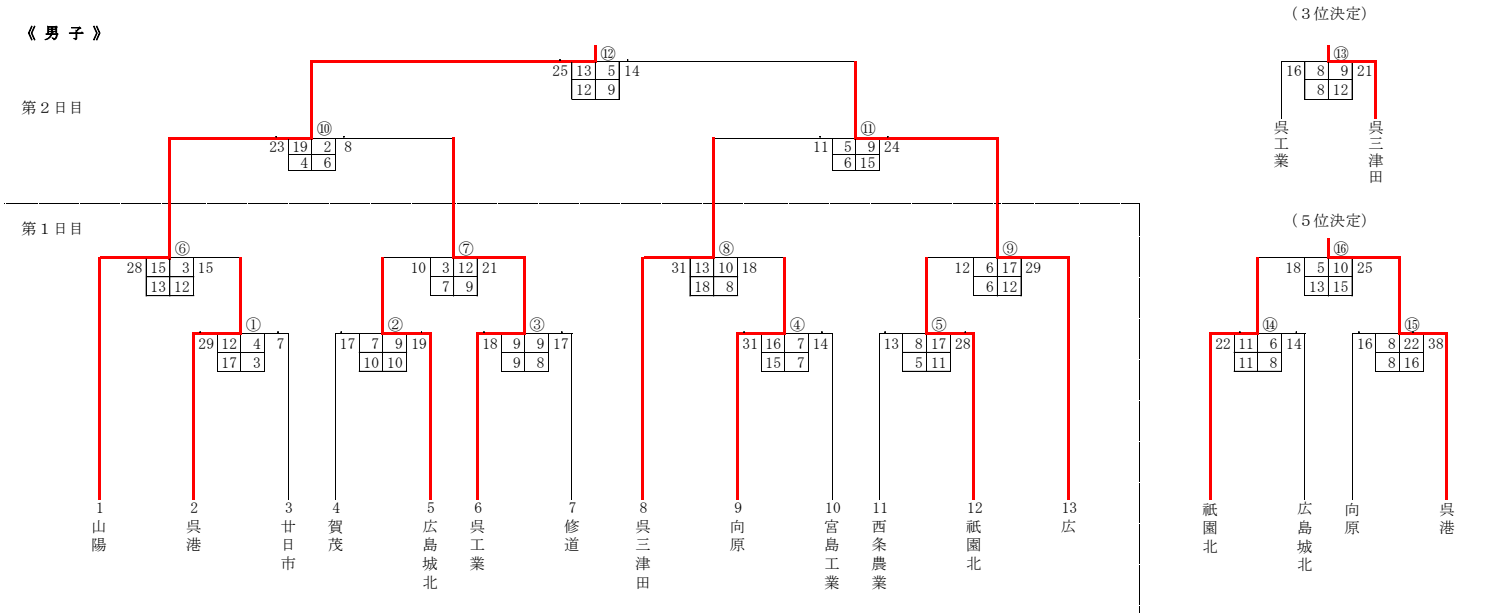 《 男 子 》
（３位決定）
⑫
25 13 5 14
12 9
⑬
16 8 9 21
8 12
呉工業
呉三津田
第２日目
⑩
23 19 2 8
4 6
⑪
11 5 9 24
6 15
第１日目
（５位決定）
⑥
28 15 3 15
13 12
⑦
10 3 12 21
7 9
⑧
31 13 10 18
18 8
⑨
12 6 17 29
6 12
⑯
18 5 10 25
13 15
①
29 12 4 7
17 3
②
17 7 9 19
10 10
③
18 9 9 17
9 8
④
31 16 7 14
15 7
⑤
13 8 17 28
5 11
⑭
22 11 6 14
11 8
⑮
16 8 22 38
8 16
1 山陽
2 呉港
3 廿日市
4 賀茂
5 広島城北
6 呉工業
7 修道
8 呉三津田
9 向原
10 宮島工業
11 西条農業
12 祇園北
13 広
祇園北
広島城北
向原
呉港